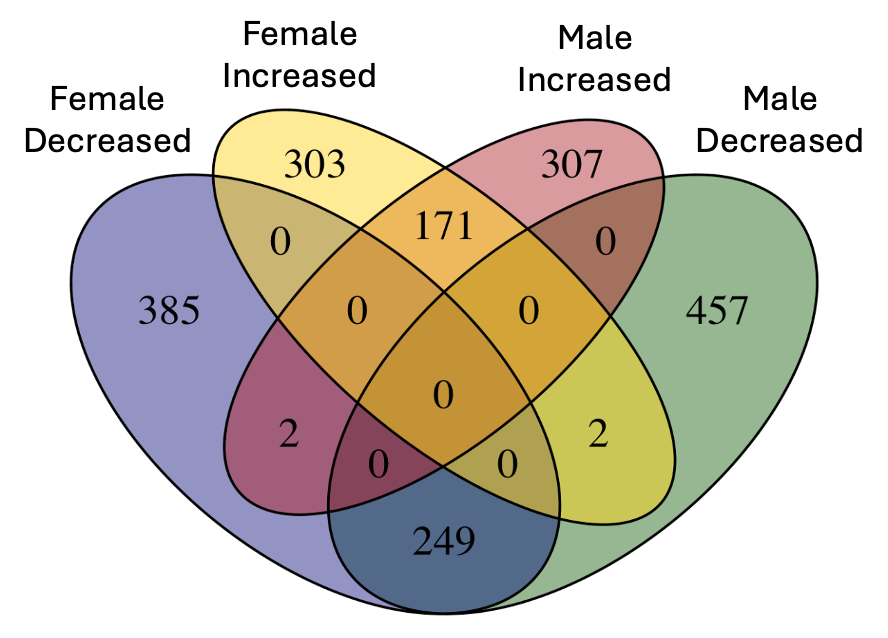 Female
Increased
Male
Increased
Female
Decreased
Male
Decreased
303
307
171
0
0
385
0
0
457
0
2
2
0
0
249